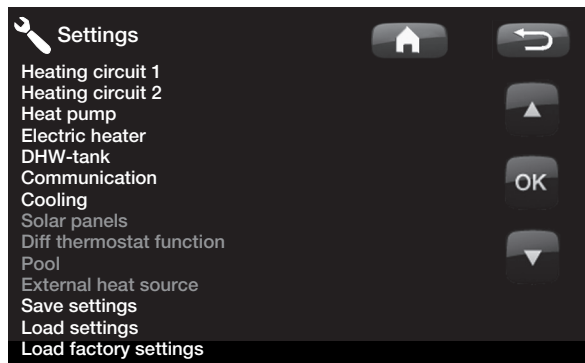 Settings
Heating circuit 1
Heating circuit 2
Heat pump
Electric heater
DHW-tank
Communication
Cooling
Solar panels
Diff thermostat function
Pool
External heat source
Save settings
Load settings
Load factory settings
OK